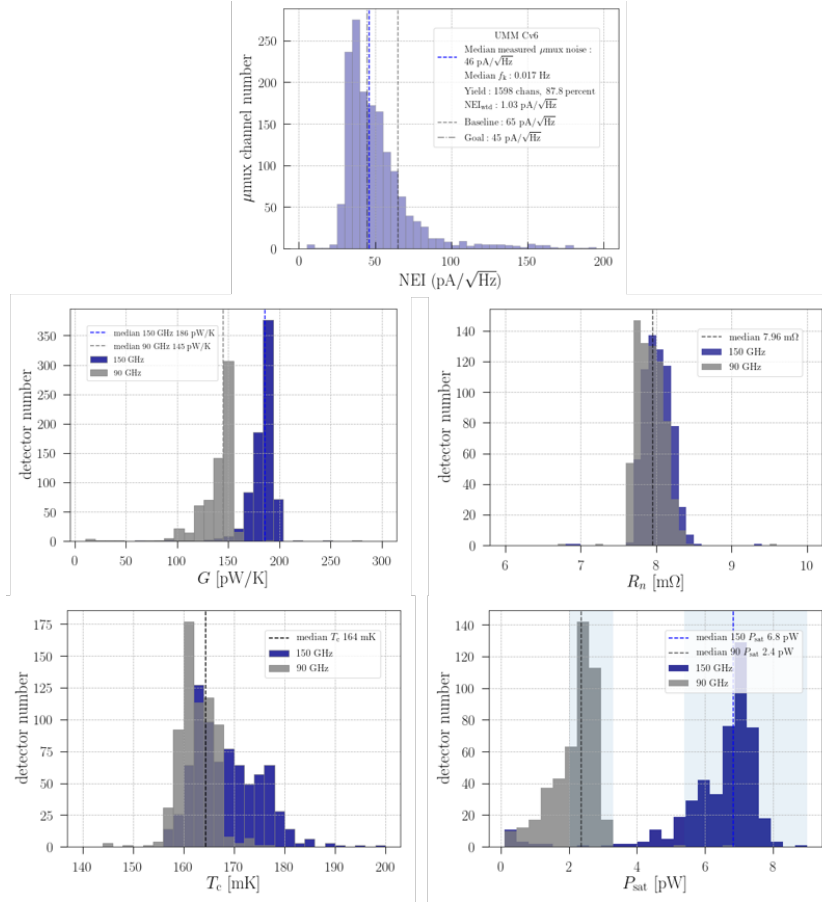 UMM Cv6
Median measured μmux noise :
46 pA/√Hz
Median fₖ : 0.017 Hz
Yield : 1598 chans, 87.8 percent
NEI_wtd : 1.03 pA/√Hz
Baseline : 65 pA/√Hz
Goal : 45 pA/√Hz
μmux channel number
250
200
150
100
50
0
0 50 100 150 200
NEI (pA/√Hz)
median 150 GHz 186 pW/K
median 90 GHz 145 pW/K
150 GHz
90 GHz
detector number
350
300
250
200
150
100
50
0
0 50 100 150 200 250 300
G [pW/K]
median 7.96 mΩ
150 GHz
90 GHz
detector number
140
120
100
80
60
40
20
0
6 7 8 9 10
Rₙ [mΩ]
median T_c 164 mK
150 GHz
90 GHz
detector number
175
150
125
100
75
50
25
0
140 150 160 170 180 190 200
T_c [mK]
median 150 P_sat 6.8 pW
median 90 P_sat 2.4 pW
150 GHz
90 GHz
detector number
140
120
100
80
60
40
20
0
0 2 4 6 8
P_sat [pW]